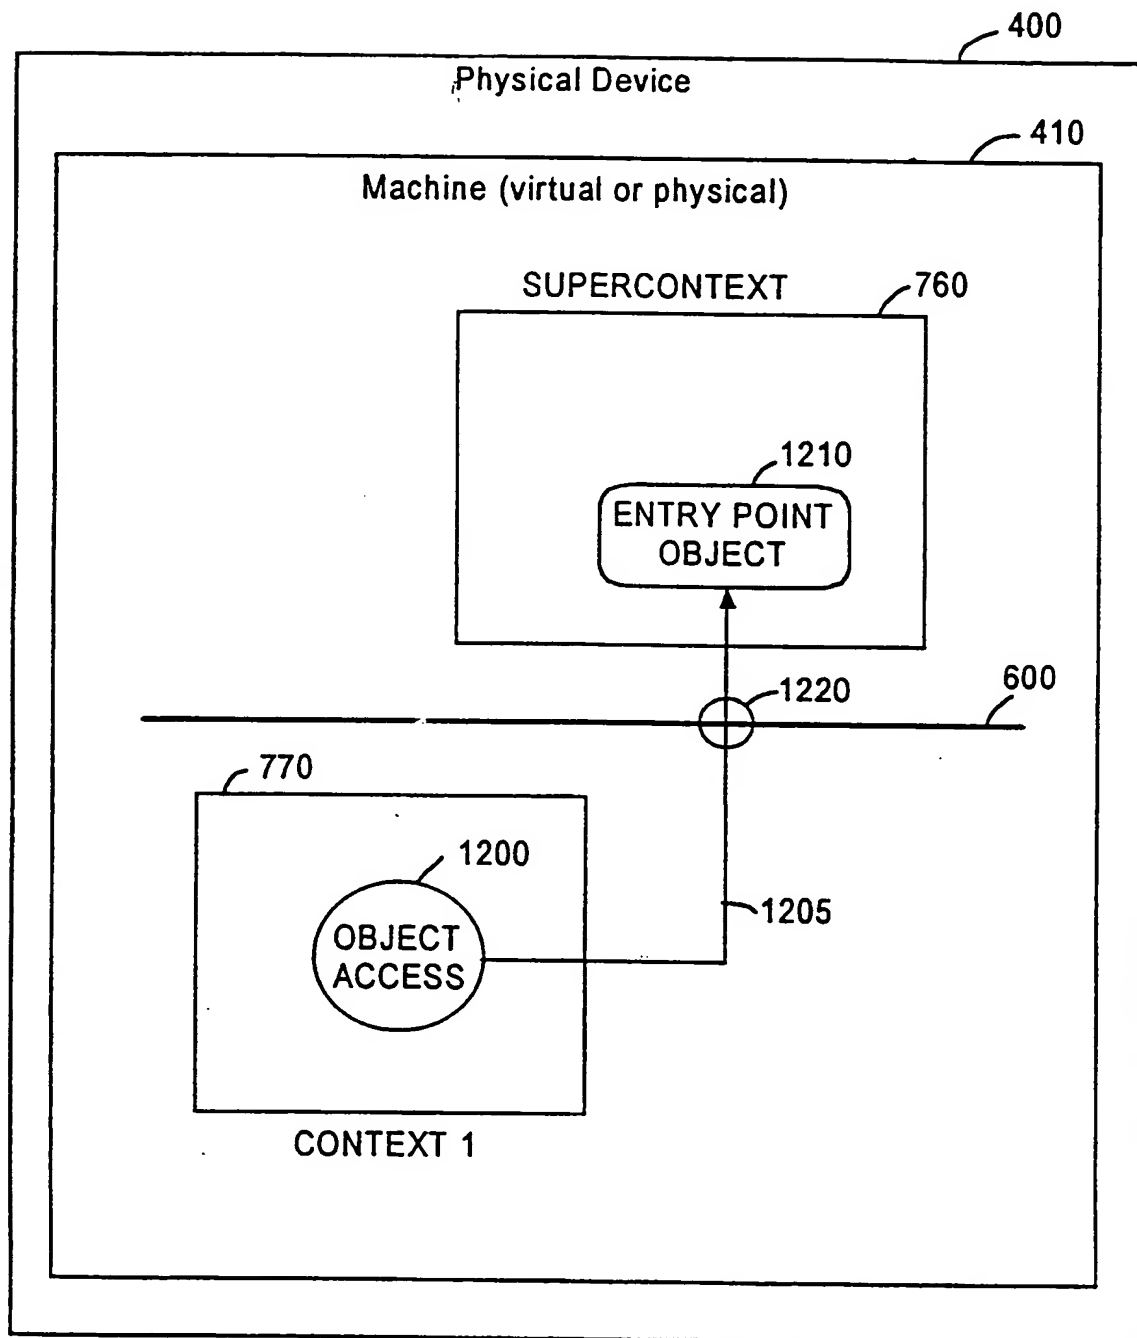 400
Physical Device
410
Machine (virtual or physical)
SUPERCONTEXT
760
1210
ENTRY POINT
OBJECT
1220
600
770
1200
OBJECT
ACCESS
1205
CONTEXT 1